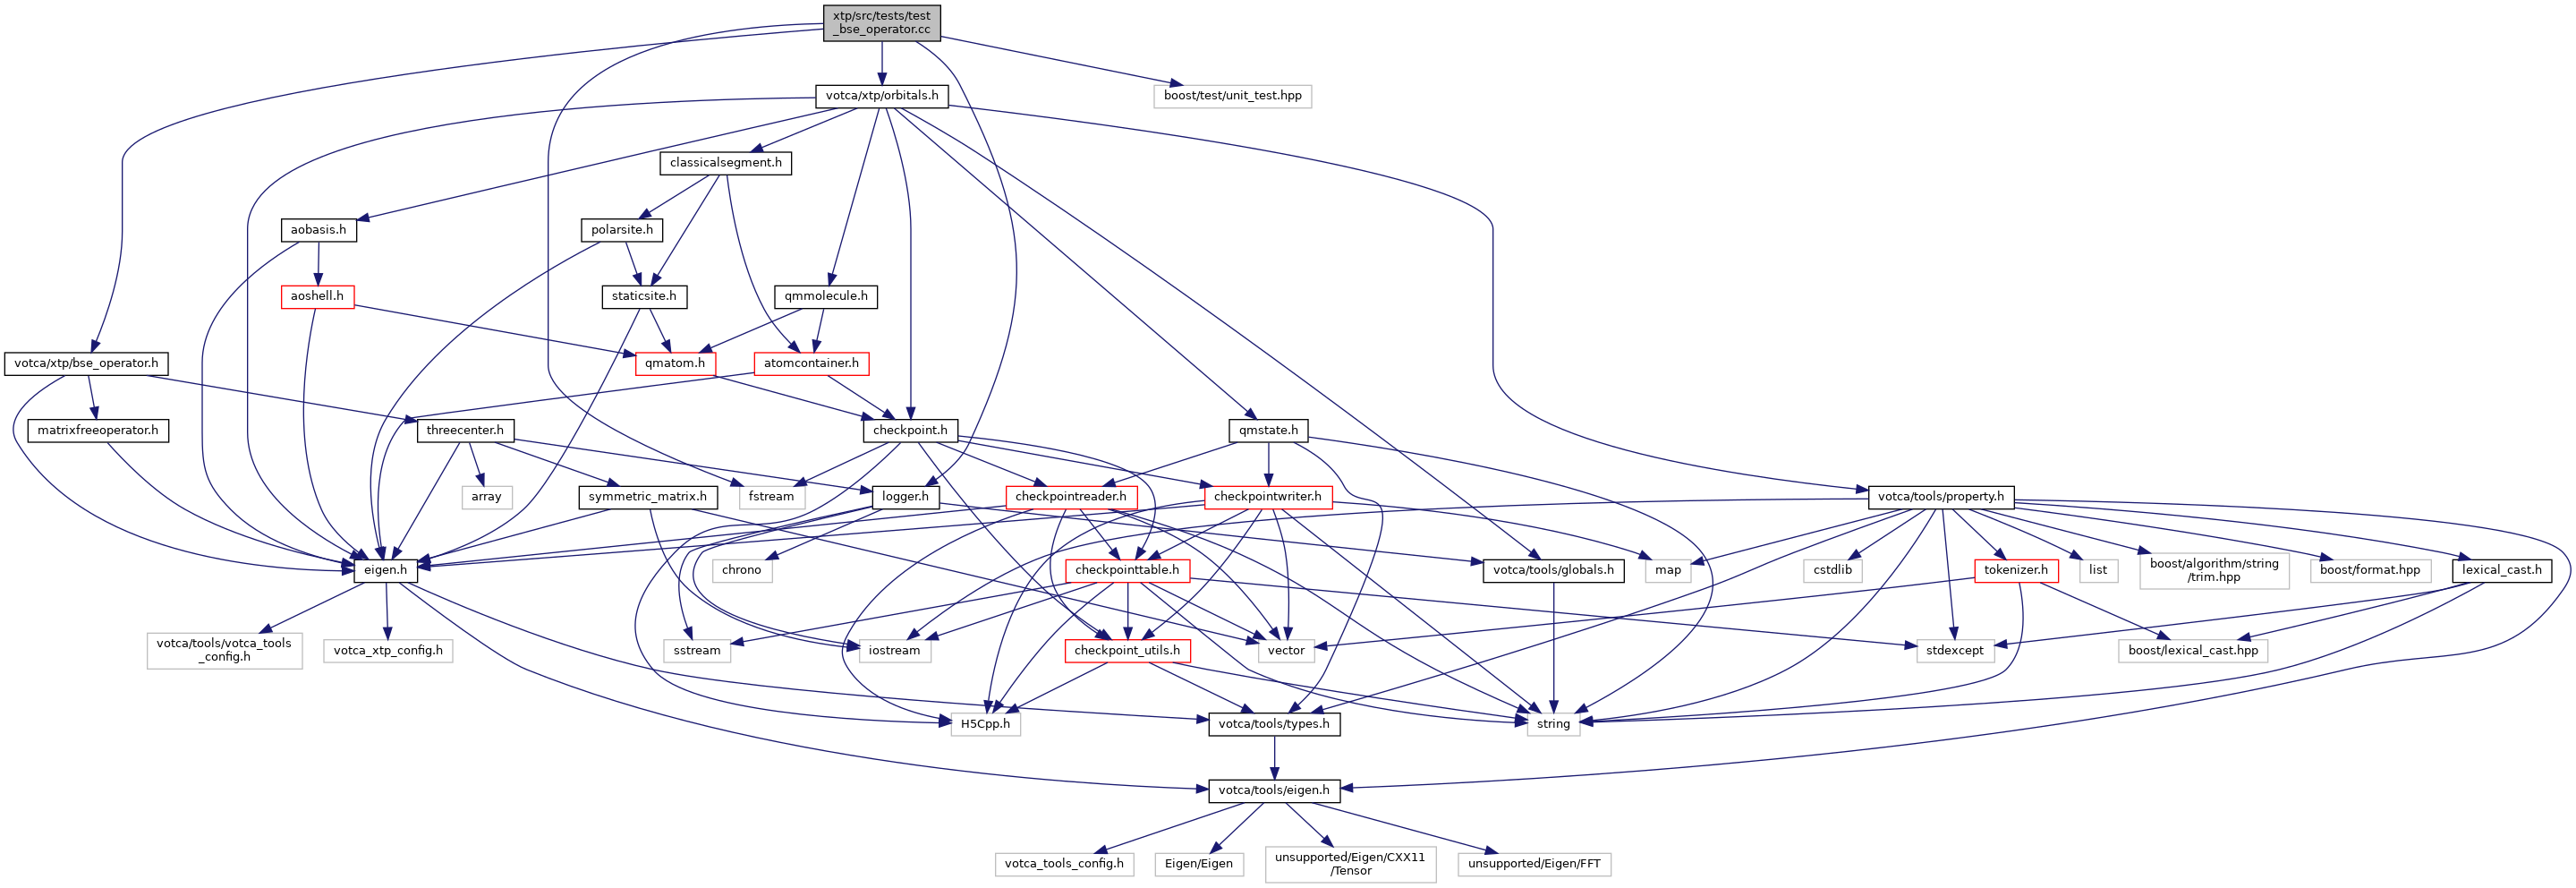 xtp/src/tests/test
_bse_operator.cc
votca/xtp/orbitals.h
boost/test/unit_test.hpp
classicalsegment.h
aobasis.h
polarsite.h
aoshell.h
staticsite.h
qmmolecule.h
votca/xtp/bse_operator.h
qmatom.h
atomcontainer.h
matrixfreeoperator.h
threecenter.h
checkpoint.h
qmstate.h
array
symmetric_matrix.h
fstream
logger.h
checkpointreader.h
checkpointwriter.h
votca/tools/property.h
eigen.h
chrono
checkpointtable.h
votca/tools/globals.h
map
cstdlib
tokenizer.h
list
boost/algorithm/string
/trim.hpp
boost/format.hpp
lexical_cast.h
votca/tools/votca_tools
_config.h
votca_xtp_config.h
sstream
iostream
checkpoint_utils.h
vector
stdexcept
boost/lexical_cast.hpp
H5Cpp.h
votca/tools/types.h
string
votca/tools/eigen.h
votca_tools_config.h
Eigen/Eigen
unsupported/Eigen/CXX11
/Tensor
unsupported/Eigen/FFT